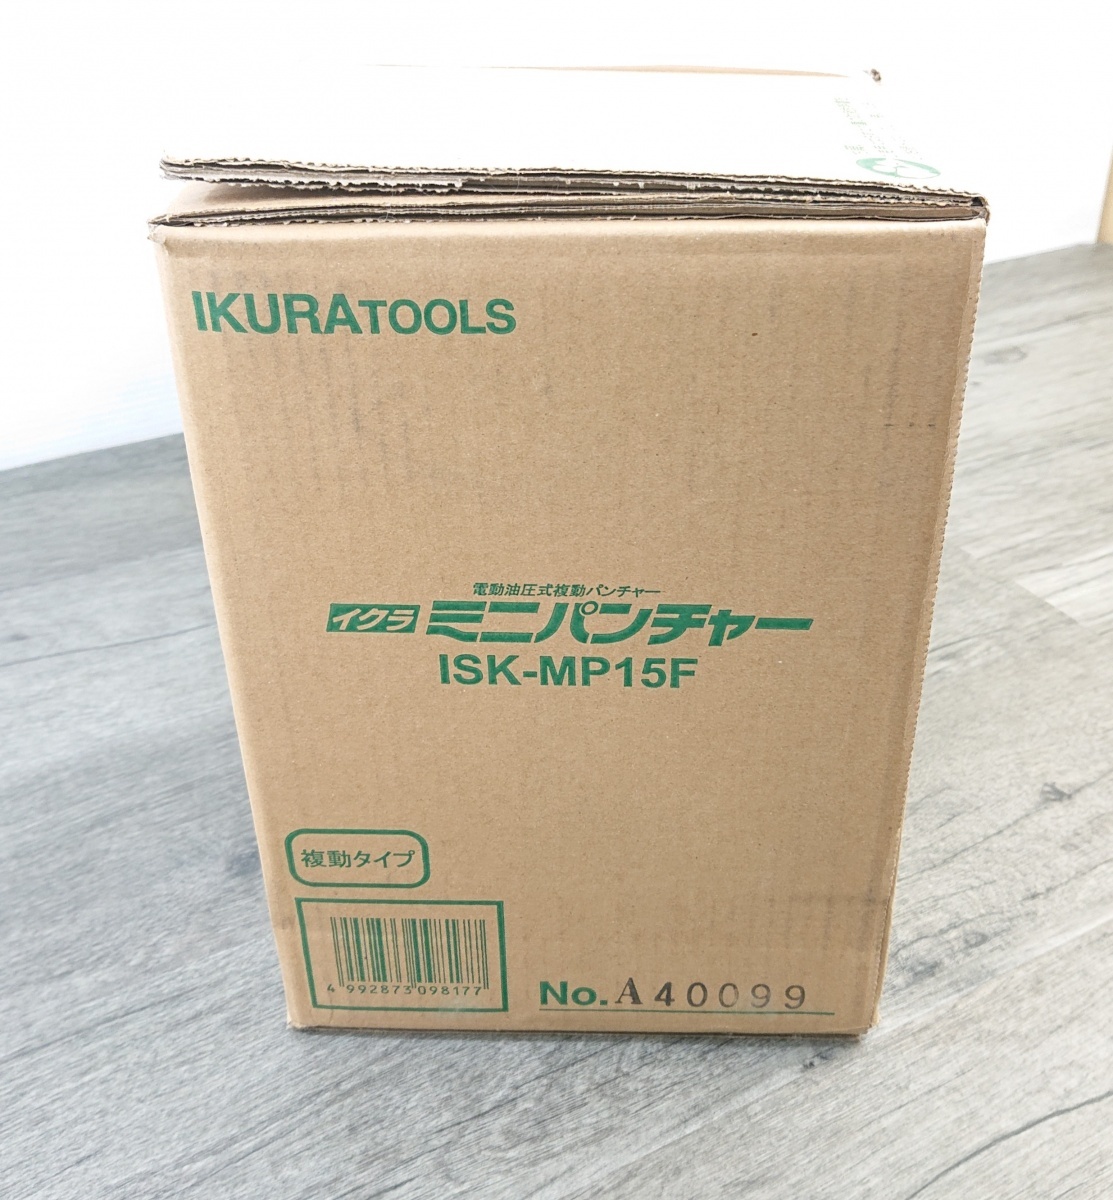 IKURATOOLS
電動油圧式複動パンチャー
イクラ ミニパンチャー
ISK-MP15F
複動タイプ
4 992873 098177
No. A40099